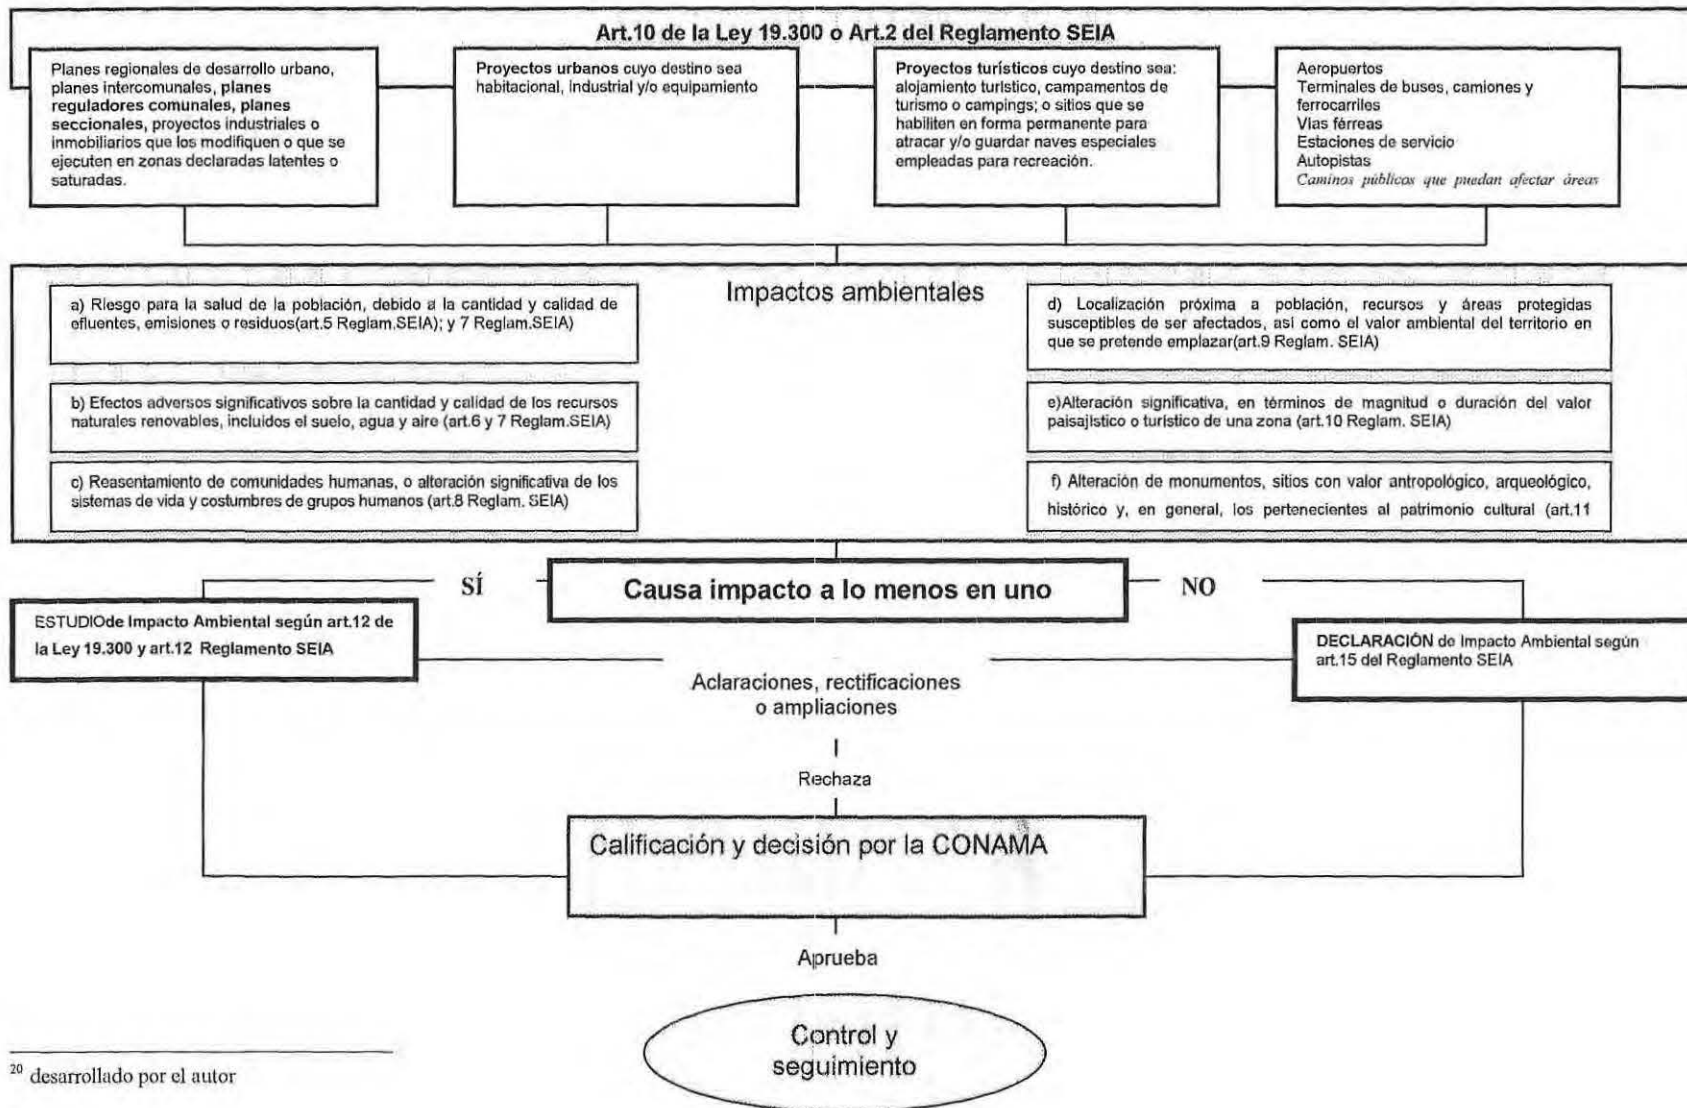 Art.10 de la Ley 19.300 o Art.2 del Reglamento SEIA
Planes regionales de desarrollo urbano,
planes intercomunales, planes
reguladores comunales, planes
seccionales, proyectos industriales o
inmobiliarios que los modifiquen o que se
ejecuten en zonas declaradas latentes o
saturadas.
Proyectos urbanos cuyo destino sea
habitacional, industrial y/o equipamiento
Proyectos turísticos cuyo destino sea:
alojamiento turístico, campamentos de
turismo o campings; o sitios que se
habiliten en forma permanente para
atracar y/o guardar naves especiales
empleadas para recreación.
Aeropuertos
Terminales de buses, camiones y
ferrocarriles
Vías férreas
Estaciones de servicio
Autopistas
Caminos públicos que puedan afectar áreas
Impactos ambientales
a) Riesgo para la salud de la población, debido a la cantidad y calidad de
efluentes, emisiones o residuos(art.5 Reglam.SEIA); y 7 Reglam.SEIA)
b) Efectos adversos significativos sobre la cantidad y calidad de los recursos
naturales renovables, incluidos el suelo, agua y aire (art.6 y 7 Reglam.SEIA)
c) Reasentamiento de comunidades humanas, o alteración significativa de los
sistemas de vida y costumbres de grupos humanos (art.8 Reglam. SEIA)
d) Localización próxima a población, recursos y áreas protegidas
susceptibles de ser afectados, así como el valor ambiental del territorio en
que se pretende emplazar(art.9 Reglam. SEIA)
e)Alteración significativa, en términos de magnitud o duración del valor
paisajístico o turístico de una zona (art.10 Reglam. SEIA)
f) Alteración de monumentos, sitios con valor antropológico, arqueológico,
histórico y, en general, los pertenecientes al patrimonio cultural (art.11
SÍ
Causa impacto a lo menos en uno
NO
ESTUDIOde Impacto Ambiental según art.12 de
la Ley 19.300 y art.12 Reglamento SEIA
DECLARACIÓN de Impacto Ambiental según
art.15 del Reglamento SEIA
Aclaraciones, rectificaciones
o ampliaciones
Rechaza
Calificación y decisión por la CONAMA
Aprueba
Control y
seguimiento
20 desarrollado por el autor